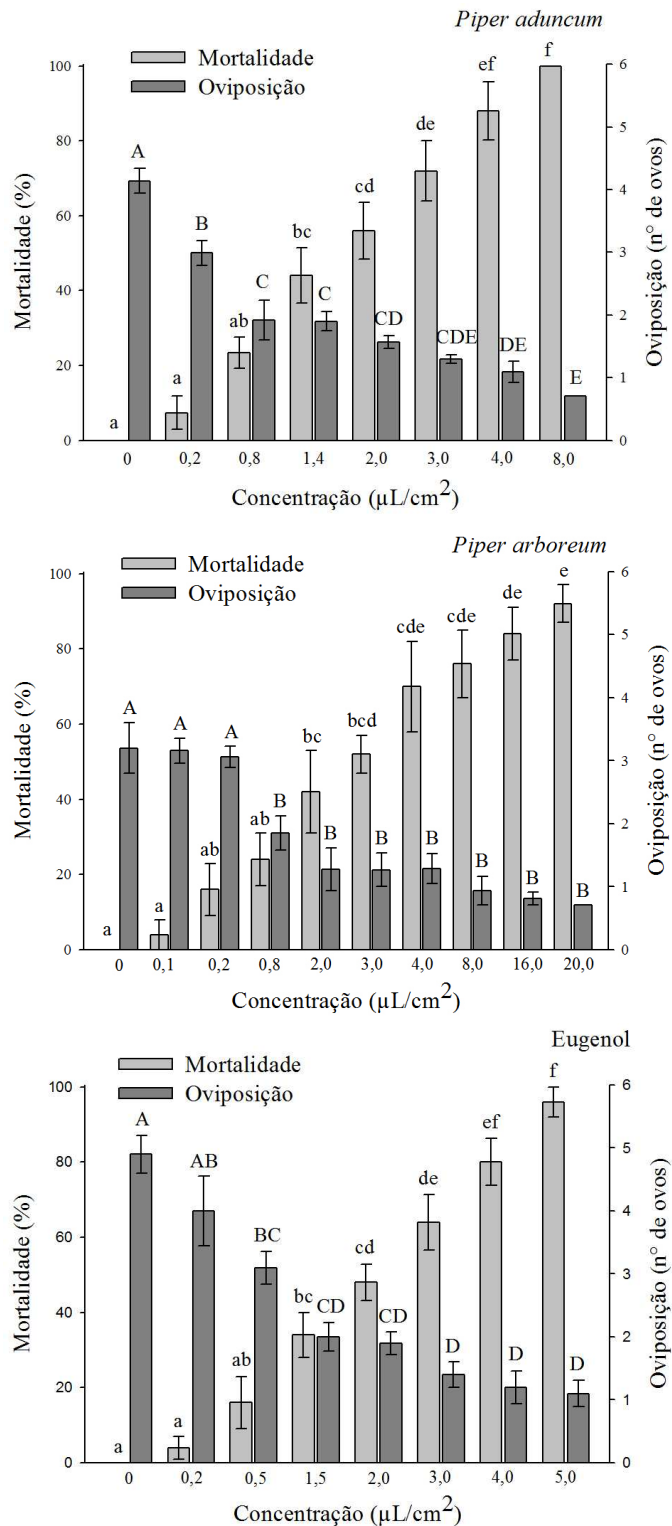 Piper aduncum
Mortalidade
Oviposição
Mortalidade (%)
100
80
60
40
20
0
Oviposição (n° de ovos)
6
5
4
3
2
1
0
a A
a B
ab C
bc C
cd CD
de CDE
ef DE
f E
0 0,2 0,8 1,4 2,0 3,0 4,0 8,0
Concentração (µL/cm²)
Piper arboreum
Mortalidade
Oviposição
Mortalidade (%)
100
80
60
40
20
0
Oviposição (n° de ovos)
6
5
4
3
2
1
0
a A
a A
ab A
ab B
bc B
bcd B
cde B
cde B
de B
e B
0 0,1 0,2 0,8 2,0 3,0 4,0 8,0 16,0 20,0
Concentração (µL/cm²)
Eugenol
Mortalidade
Oviposição
Mortalidade (%)
100
80
60
40
20
0
Oviposição (n° de ovos)
6
5
4
3
2
1
0
a A
a AB
ab BC
bc CD
cd CD
de D
ef D
f D
0 0,2 0,5 1,5 2,0 3,0 4,0 5,0
Concentração (µL/cm²)